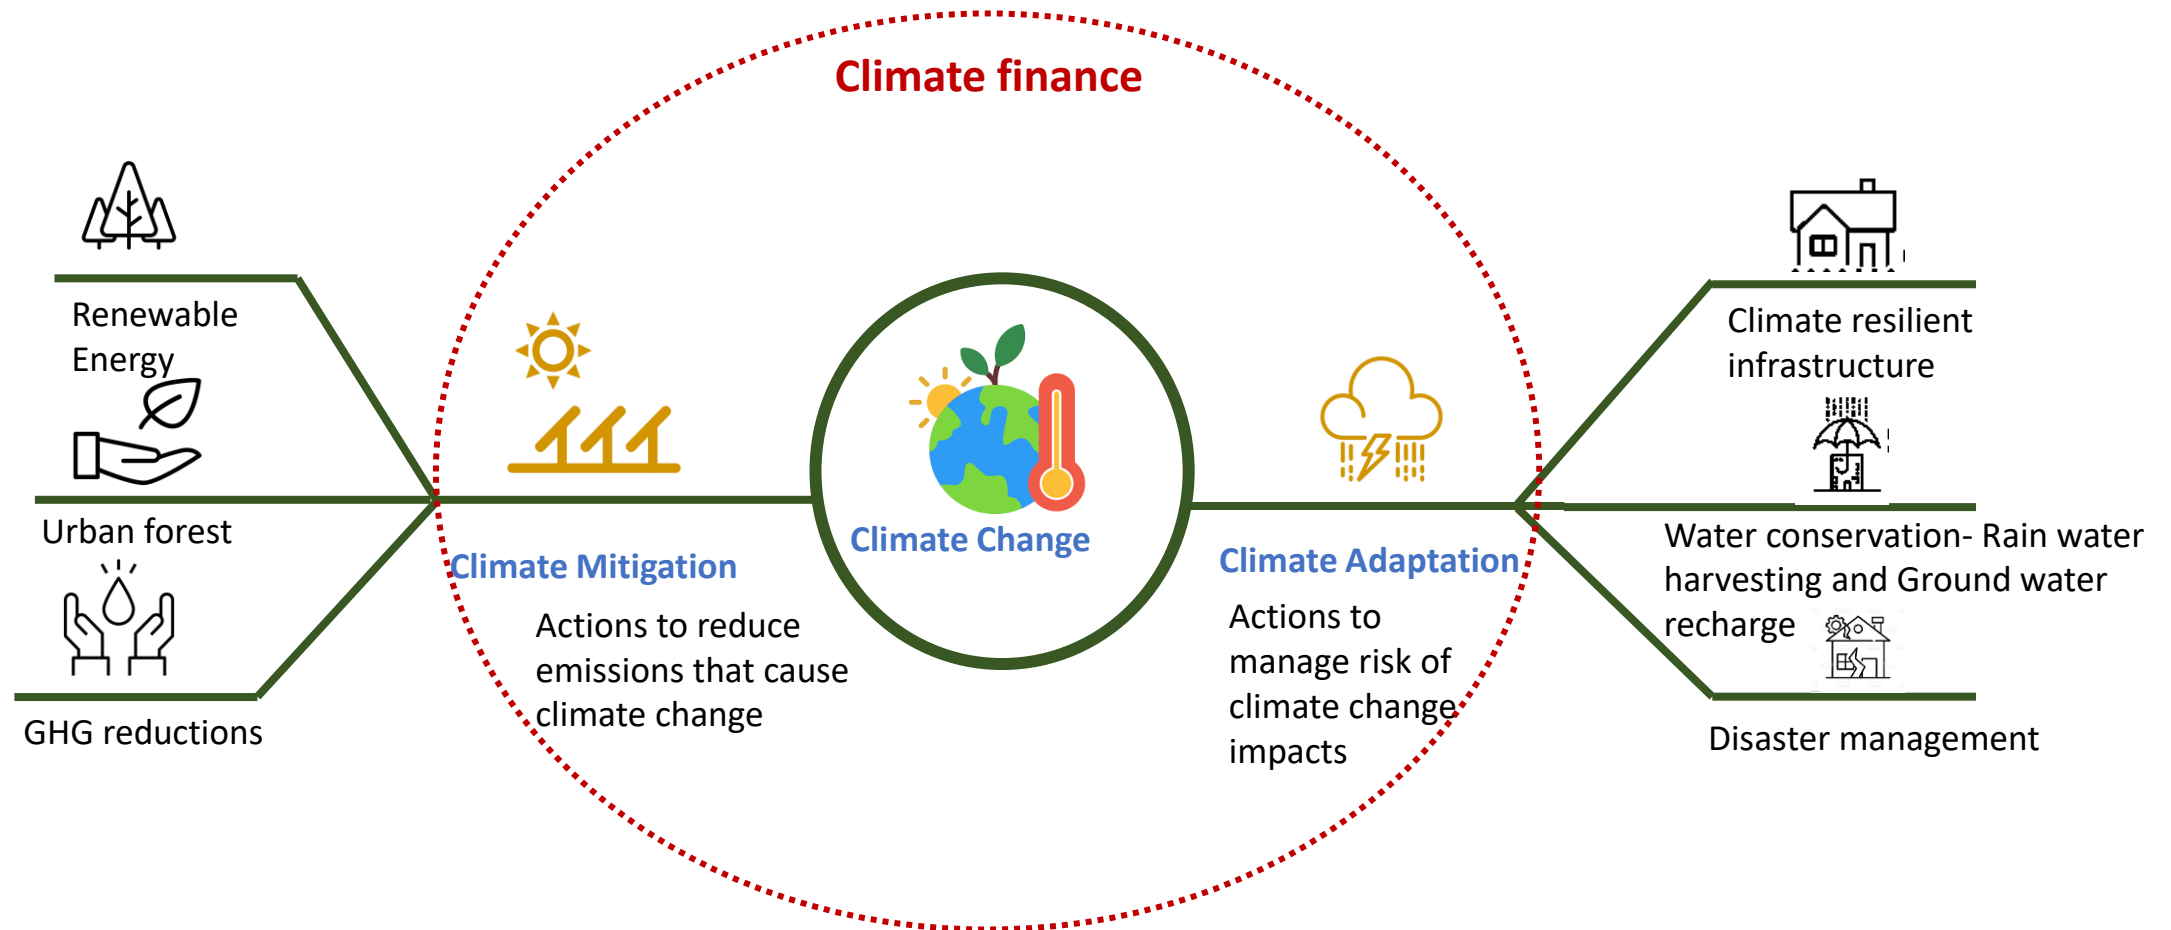 Climate finance
Renewable
Energy
Urban forest
GHG reductions
Climate Mitigation
Actions to reduce
emissions that cause
climate change
Climate Change
Climate Adaptation
Actions to
manage risk of
climate change
impacts
Climate resilient
infrastructure
Water conservation- Rain water
harvesting and Ground water
recharge
Disaster management